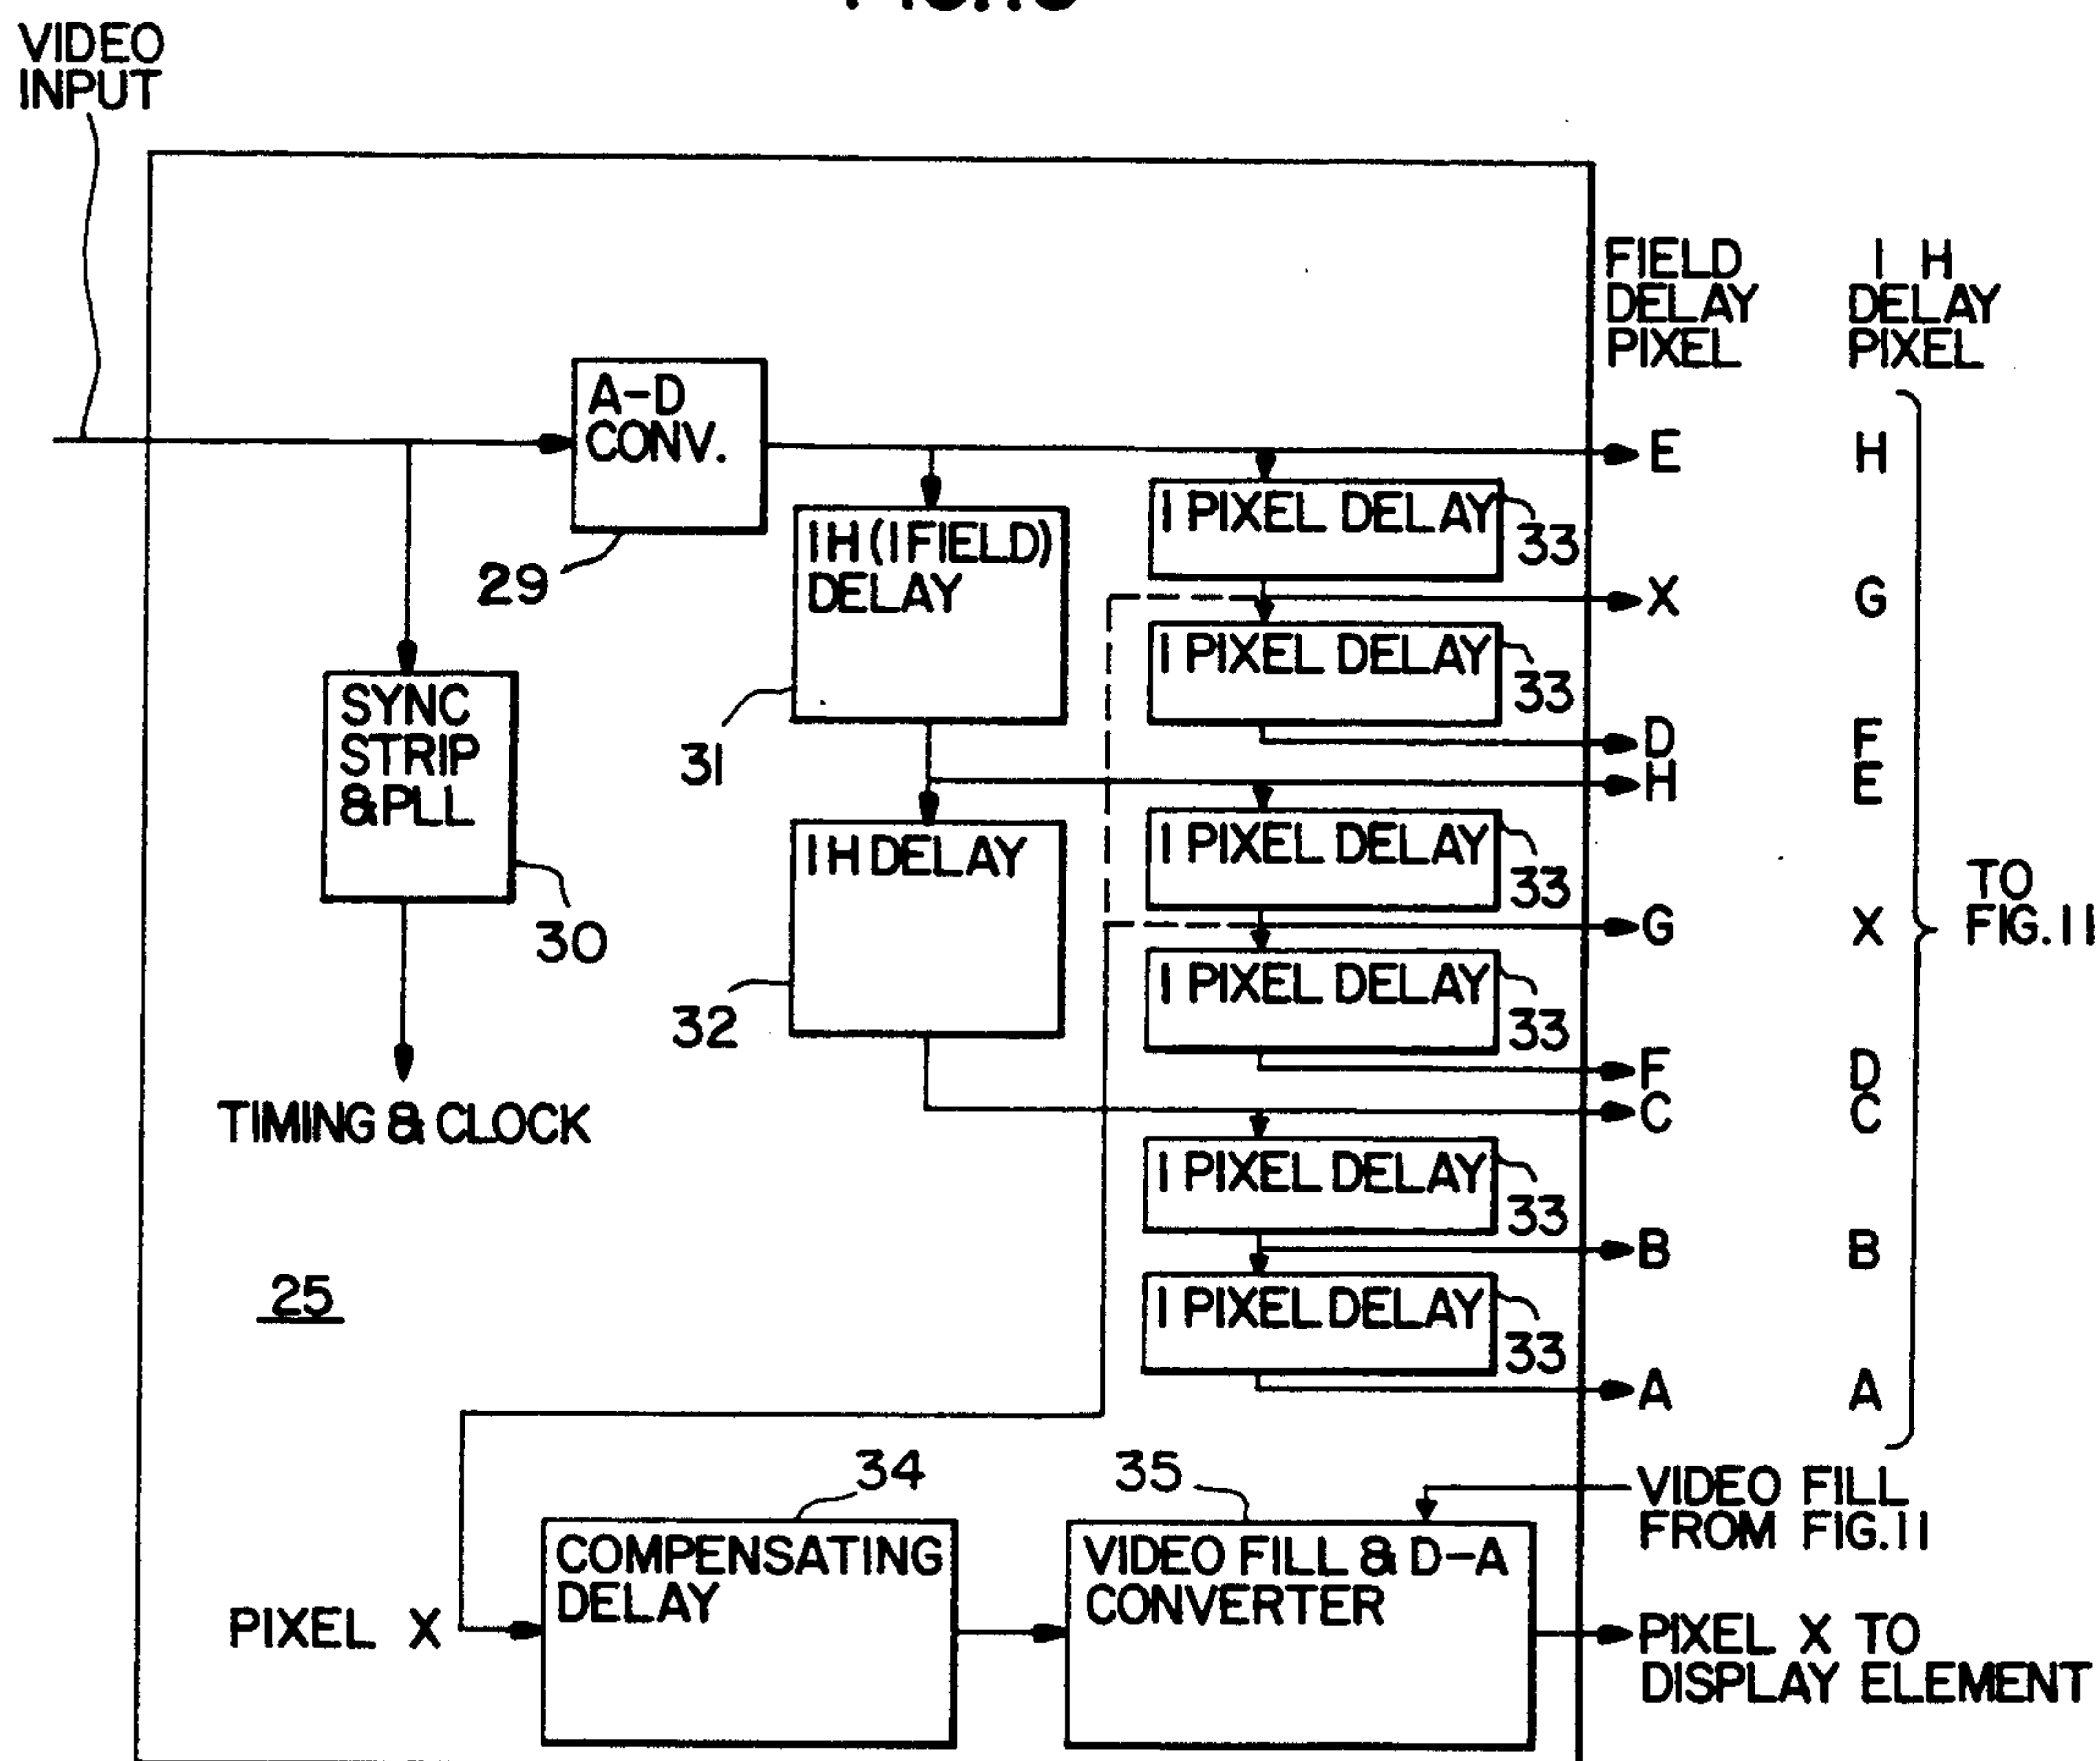 VIDEO
INPUT
FIELD
DELAY
PIXEL
1 H
DELAY
PIXEL
A-D
CONV.
29
E
H
1H (1 FIELD)
DELAY
31
1 PIXEL DELAY
33
X
G
1 PIXEL DELAY
33
D
F
H
E
SYNC
STRIP
& PLL
30
TIMING & CLOCK
1H DELAY
32
1 PIXEL DELAY
33
G
X
1 PIXEL DELAY
33
F
D
C
C
TO
FIG.11
1 PIXEL DELAY
33
B
B
1 PIXEL DELAY
33
A
A
25
34
35
VIDEO FILL
FROM FIG.11
PIXEL X
COMPENSATING
DELAY
VIDEO FILL & D-A
CONVERTER
PIXEL X TO
DISPLAY ELEMENT